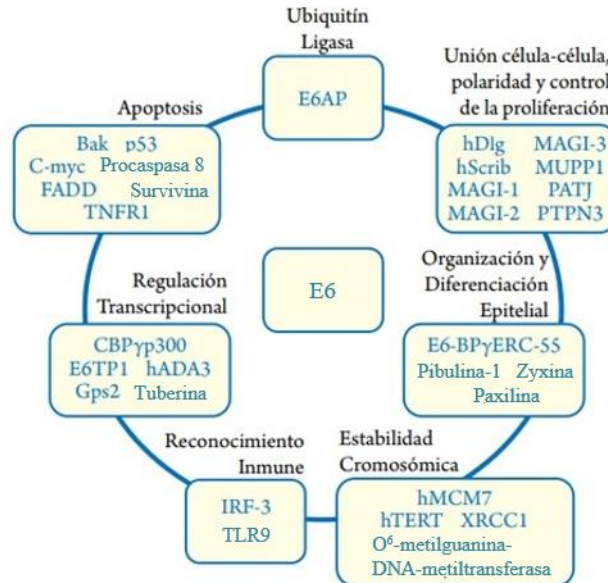 Ubiquitín
Ligasa
E6AP
Unión célula-célula,
polaridad y control
de la proliferación
hDlg MAGI-3
hScrib MUPP1
MAGI-1 PATJ
MAGI-2 PTPN3
Apoptosis
Bak p53
C-myc Procaspasa 8
FADD Survivina
TNFR1
E6
Organización y
Diferenciación
Epitelial
E6-BPγERC-55
Pibulina-1 Zyxina
Paxilina
Regulación
Transcripcional
CBPγp300
E6TP1 hADA3
Gps2 Tuberina
Reconocimiento
Inmune
IRF-3
TLR9
Estabilidad
Cromosómica
hMCM7
hTERT XRCC1
O⁶-metilguanina-
DNA-metiltransferasa